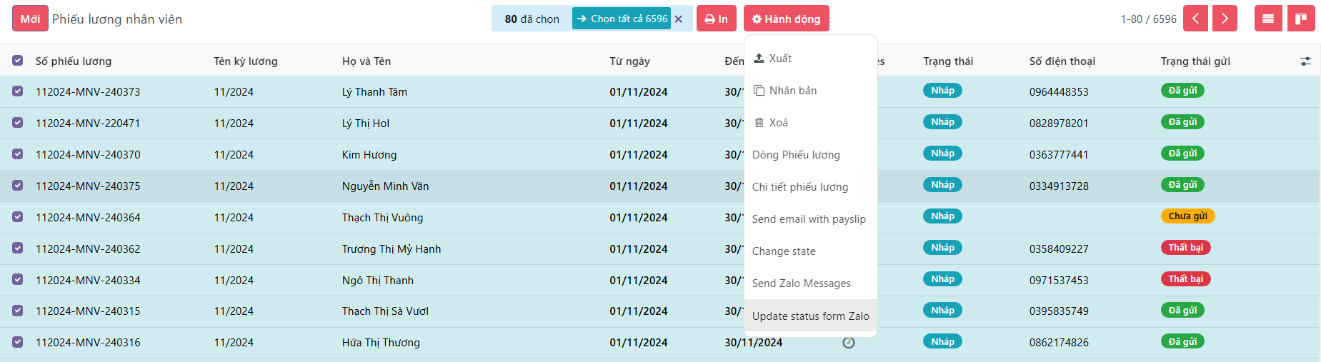 Mới Phiếu lương nhân viên 80 đã chọn → Chọn tất cả 6596 × In Hành động 1-80 / 6596
Số phiếu lương Tên kỳ lương Họ và Tên Từ ngày Đến es Trạng thái Số điện thoại Trạng thái gửi
112024-MNV-240373 11/2024 Lý Thanh Tâm 01/11/2024 30/1 Nháp 0964448353 Đã gửi
112024-MNV-220471 11/2024 Lý Thị Hol 01/11/2024 30/1 Nháp 0828978201 Đã gửi
112024-MNV-240370 11/2024 Kim Hương 01/11/2024 30/1 Nháp 0363777441 Đã gửi
112024-MNV-240375 11/2024 Nguyễn Minh Văn 01/11/2024 30/1 Nháp 0334913728 Đã gửi
112024-MNV-240364 11/2024 Thạch Thị Vuông 01/11/2024 30/1 Nháp Chưa gửi
112024-MNV-240362 11/2024 Trương Thị Mỹ Hạnh 01/11/2024 30/1 Nháp 0358409227 Thất bại
112024-MNV-240334 11/2024 Ngô Thị Thanh 01/11/2024 30/1 Nháp 0971537453 Thất bại
112024-MNV-240315 11/2024 Thạch Thị Sà Vươl 01/11/2024 30/1 Nháp 0395835749 Đã gửi
112024-MNV-240316 11/2024 Hứa Thị Thương 01/11/2024 30/11/2024 Nháp 0862174826 Đã gửi
Xuất
Nhân bản
Xoá
Dòng Phiếu lương
Chi tiết phiếu lương
Send email with payslip
Change state
Send Zalo Messages
Update status form Zalo